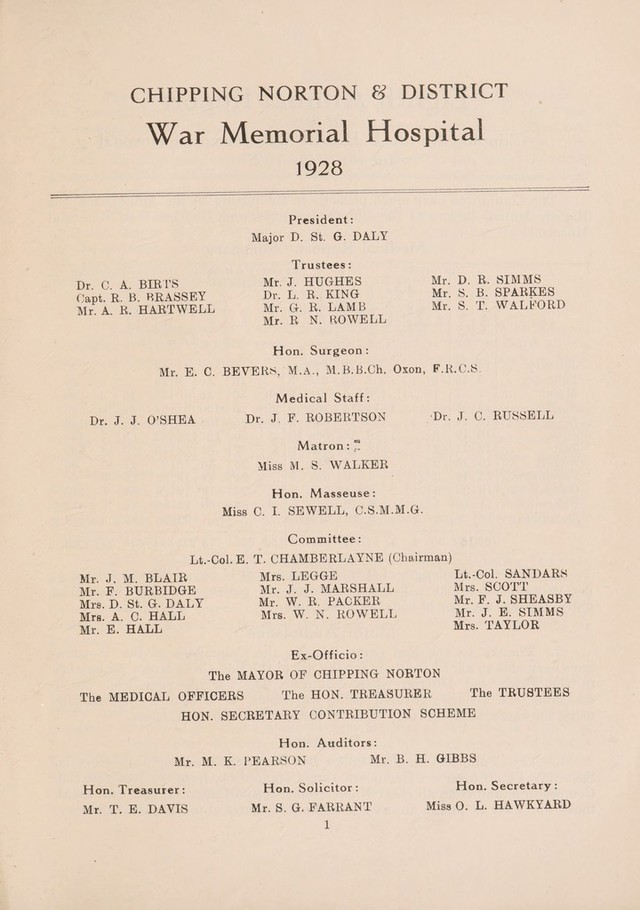 CHIPPING NORTON & DISTRICT
War Memorial Hospital
1928
President:
Major D. St. G. DALY
Trustees:
Dr. C. A. BIRTS Mr. J. HUGHES Mr. D. R. SIMMS
Capt. R. B. BRASSEY Dr. L. R. KING Mr. S. B. SPARKES
Mr. A. R. HARTWELL Mr. G. R. LAMB Mr. S. T. WALFORD
Mr. R N. ROWELL
Hon. Surgeon:
Mr. E. C. BEVERS, M.A., M.B.B.Ch. Oxon, F.R.C.S.
Medical Staff:
Dr. J. J. O'SHEA Dr. J. F. ROBERTSON Dr. J. C. RUSSELL
Matron:
Miss M. S. WALKER
Hon. Masseuse:
Miss C. I. SEWELL, C.S.M.M.G.
Committee:
Lt.-Col. E. T. CHAMBERLAYNE (Chairman)
Mr. J. M. BLAIR Mrs. LEGGE Lt.-Col. SANDARS
Mr. F. BURBIDGE Mr. J. J. MARSHALL Mrs. SCOTT
Mrs. D. St. G. DALY Mr. W. R. PACKER Mr. F. J. SHEASBY
Mrs. A. C. HALL Mrs. W. N. ROWELL Mr. J. E. SIMMS
Mr. E. HALL Mrs. TAYLOR
Ex-Officio:
The MAYOR OF CHIPPING NORTON
The MEDICAL OFFICERS The HON. TREASURER The TRUSTEES
HON. SECRETARY CONTRIBUTION SCHEME
Hon. Auditors:
Mr. M. K. PEARSON Mr. B. H. GIBBS
Hon. Treasurer: Hon. Solicitor: Hon. Secretary:
Mr. T. E. DAVIS Mr. S. G. FARRANT Miss O. L. HAWKYARD
1